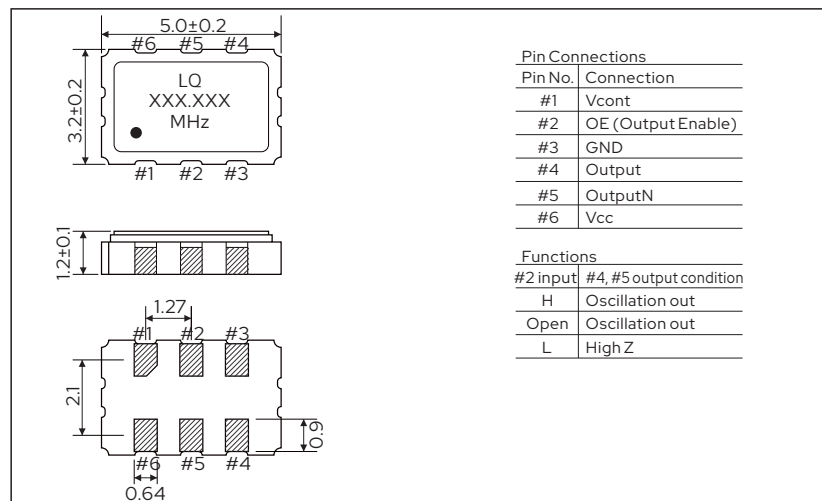 5.0±0.2
#6 #5 #4
3.2±0.2
LQ
XXX.XXX
MHz
#1 #2 #3
1.2±0.1
1.27
#1 #2 #3
2.1
0.9
#6 #5 #4
0.64
Pin Connections
Pin No. Connection
#1 Vcont
#2 OE (Output Enable)
#3 GND
#4 Output
#5 OutputN
#6 Vcc
Functions
#2 input #4, #5 output condition
H Oscillation out
Open Oscillation out
L High Z